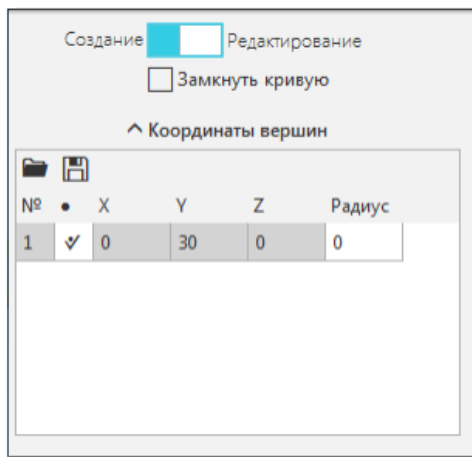 Создание Редактирование
Замкнуть кривую
Координаты вершин
№ • X Y Z Радиус
1 0 30 0 0